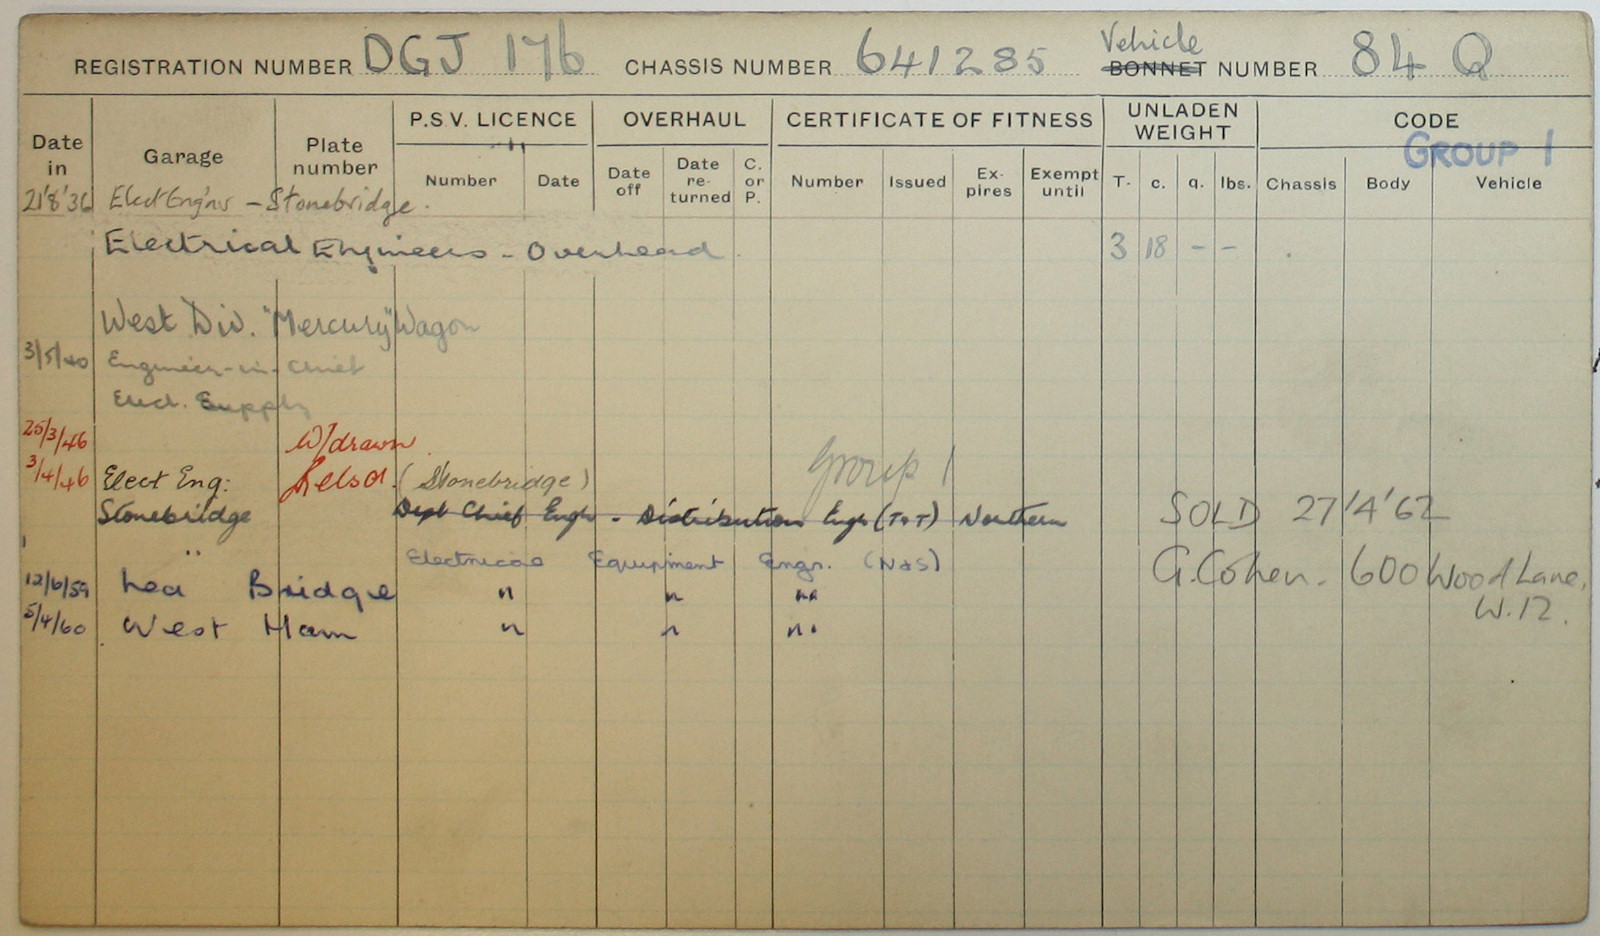 REGISTRATION NUMBER DGJ 176 CHASSIS NUMBER 641285 Vehicle BONNET NUMBER 84 Q
Date in Garage Plate number P.S.V. LICENCE OVERHAUL CERTIFICATE OF FITNESS UNLADEN WEIGHT CODE
GROUP 1
Number Date Date off Date re-turned C. or P. Number Issued Ex-pires Exempt until T. c. q. lbs. Chassis Body Vehicle
21'8'36 Elect Eng'nrs - Stonebridge.
Electrical Engineers - Overhead 3 18 - -
West Div. "Mercury" Wagon
3/5/40 Engineer-in-Chief
Elect. Supply
25/3/46 W/drawn
3/4/46 Elect Eng: Relsd. (Stonebridge) Group 1
Stonebridge Dept Chief Engr - Distribution Engr (T&T) Northern SOLD 27'4'62
" Electrical Equipment Engr. (N&S) G. Cohen. 600 Wood Lane,
12/6/59 Lea Bridge " " " W.12.
5/4/60 West Ham " " "